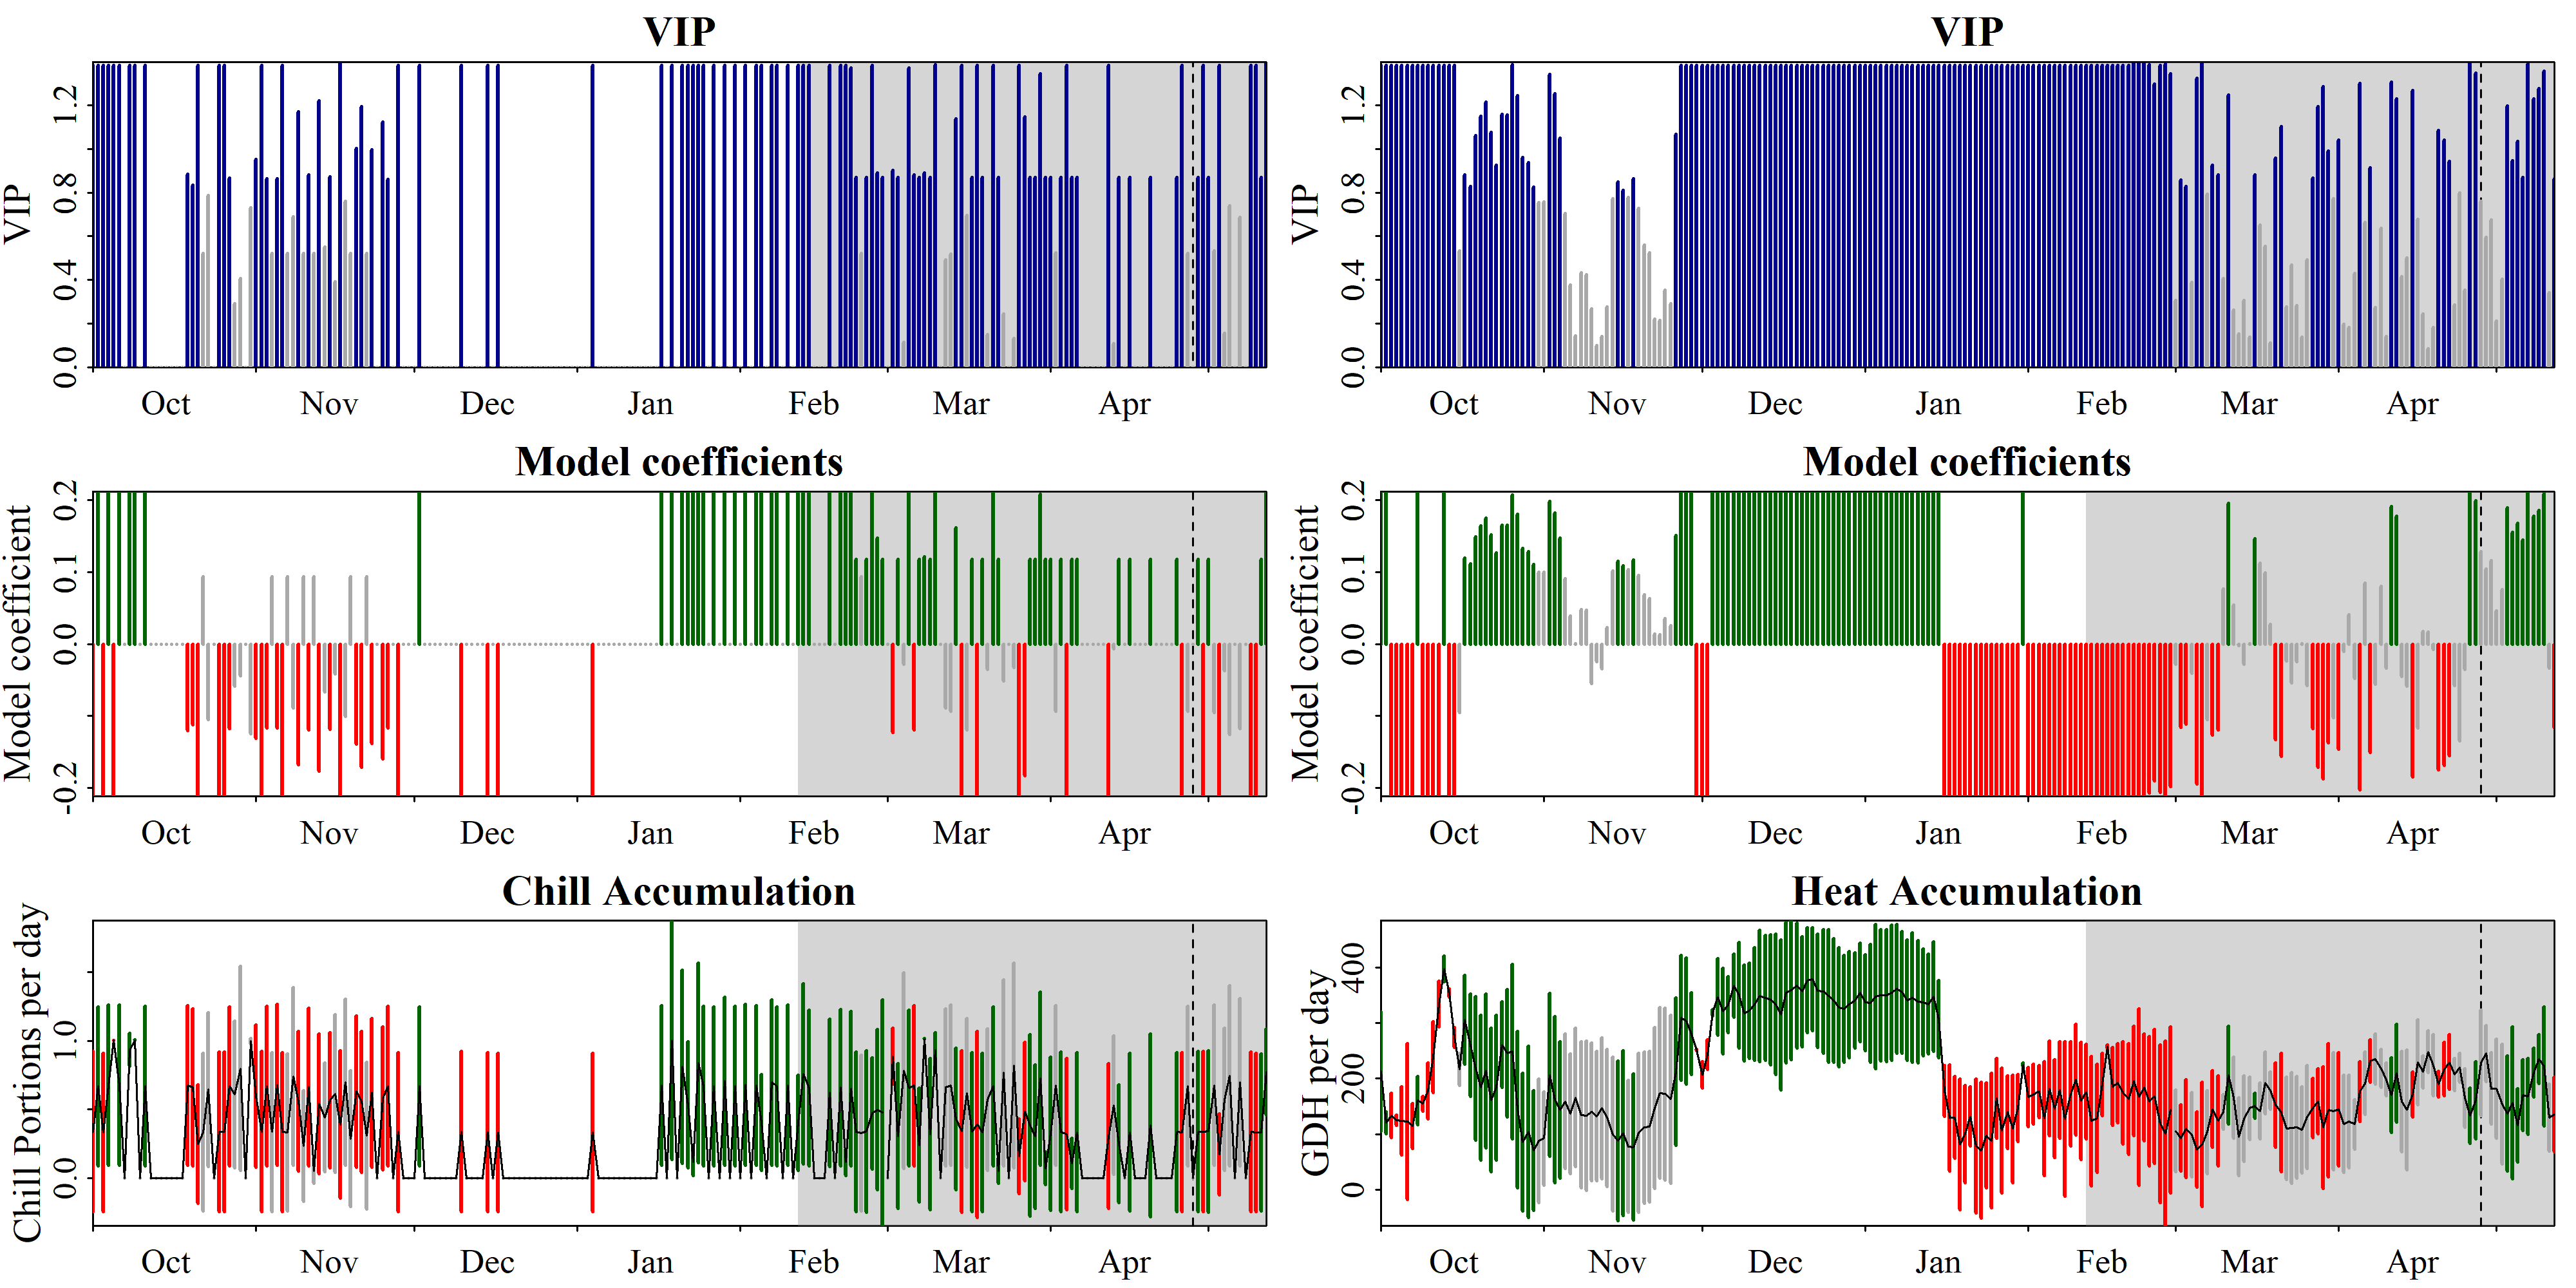 VIP
VIP
0.0 0.4 0.8 1.2
Oct Nov Dec Jan Feb Mar Apr
VIP
VIP
0.0 0.4 0.8 1.2
Oct Nov Dec Jan Feb Mar Apr
Model coefficients
Model coefficient
-0.2 0.0 0.1 0.2
Oct Nov Dec Jan Feb Mar Apr
Model coefficients
Model coefficient
-0.2 0.0 0.1 0.2
Oct Nov Dec Jan Feb Mar Apr
Chill Accumulation
Chill Portions per day
0.0 1.0
Oct Nov Dec Jan Feb Mar Apr
Heat Accumulation
GDH per day
0 200 400
Oct Nov Dec Jan Feb Mar Apr